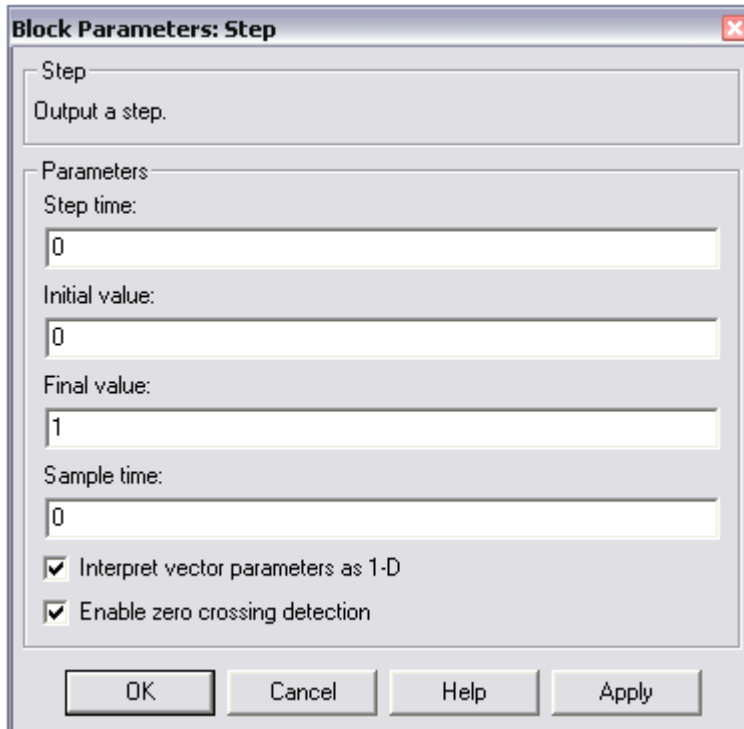 Block Parameters: Step
Step
Output a step.
Parameters
Step time:
0
Initial value:
0
Final value:
1
Sample time:
0
Interpret vector parameters as 1-D
Enable zero crossing detection
OK Cancel Help Apply